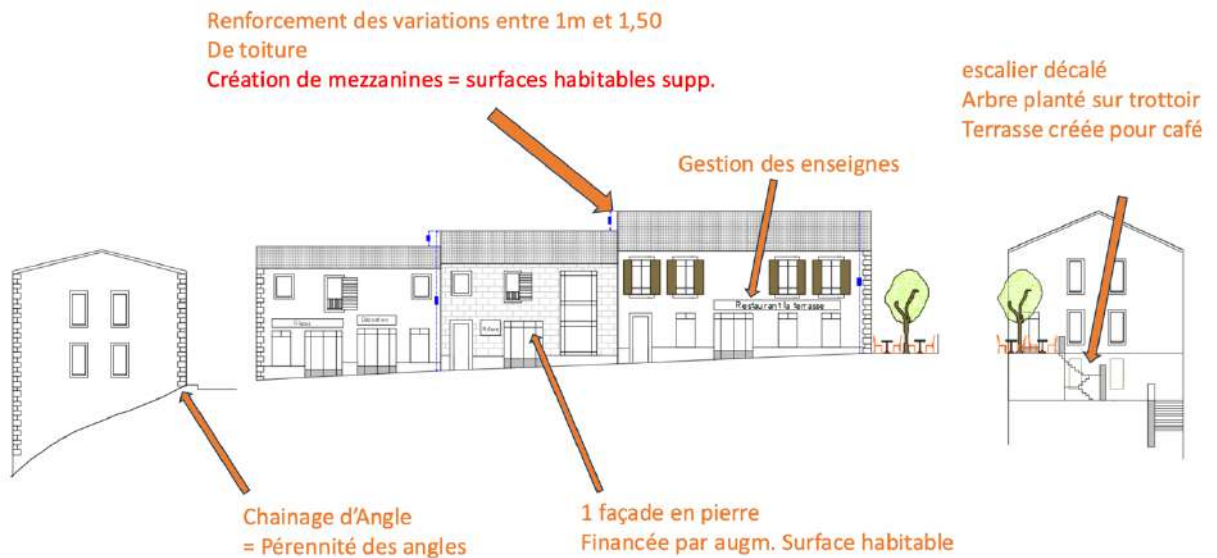 Renforcement des variations entre 1m et 1,50
De toiture
Création de mezzanines = surfaces habitables supp.
escalier décalé
Arbre planté sur trottoir
Terrasse créée pour café
Gestion des enseignes
Restaurant la terrasse
Chainage d'Angle
= Pérennité des angles
1 façade en pierre
Financée par augm. Surface habitable